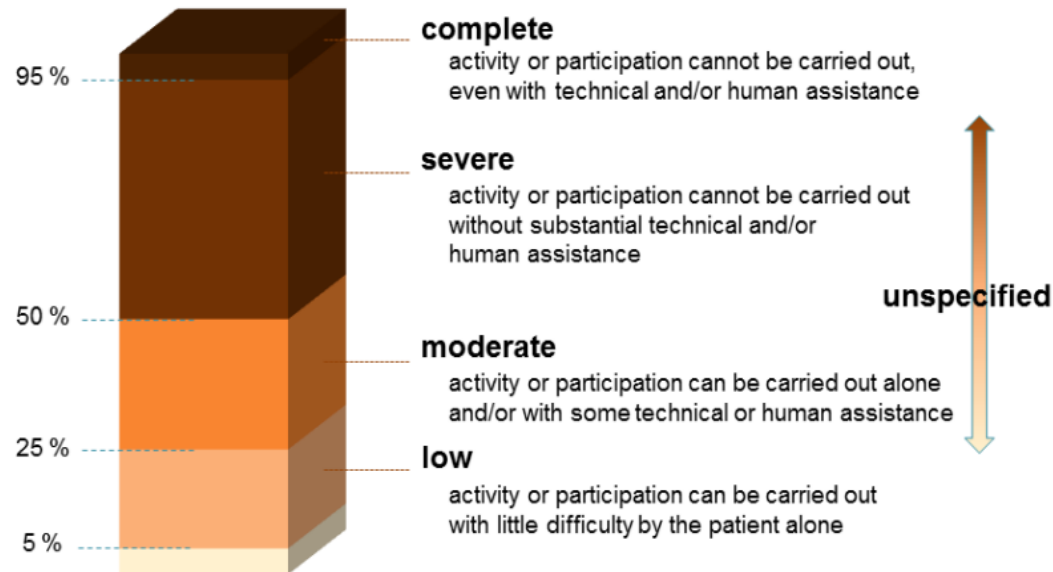 complete
activity or participation cannot be carried out,
even with technical and/or human assistance
95 %
severe
activity or participation cannot be carried out
without substantial technical and/or
human assistance
50 %
unspecified
moderate
activity or participation can be carried out alone
and/or with some technical or human assistance
25 %
low
activity or participation can be carried out
with little difficulty by the patient alone
5 %